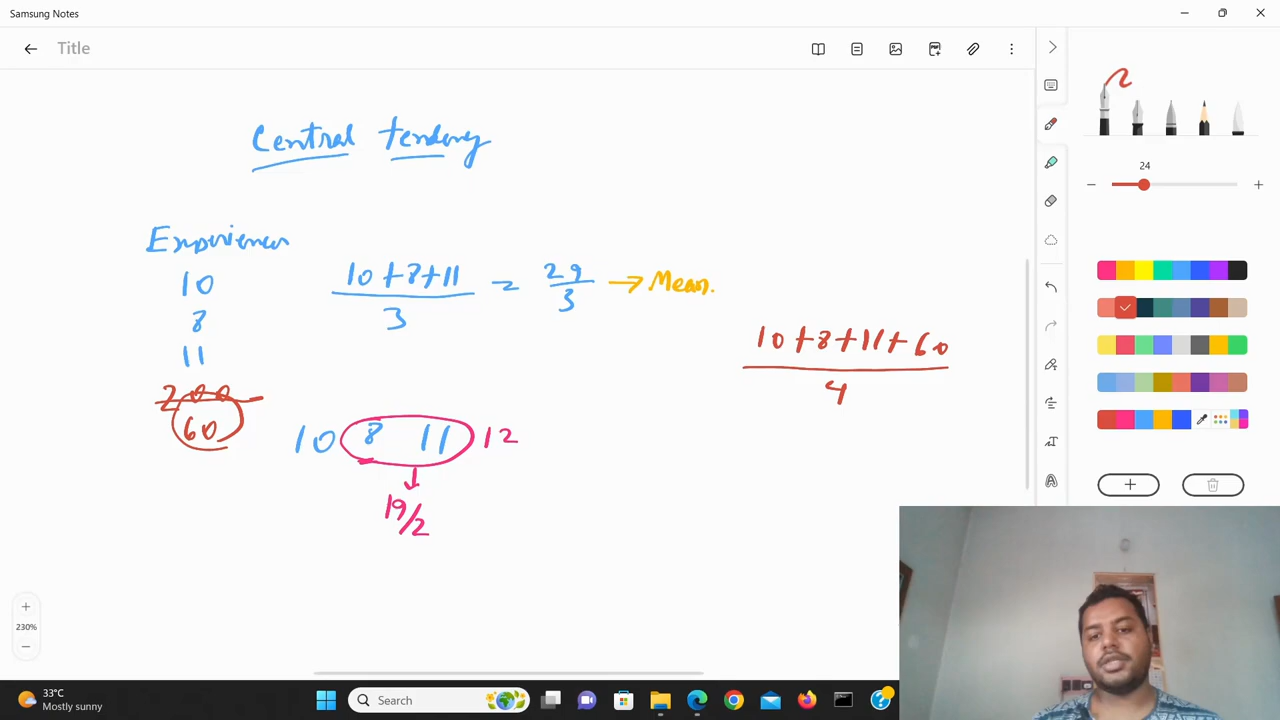 Samsung Notes
Title
Central tendency
Experiences
10
8
11
200
60
10+8+11
3
= 29
3
→ Mean.
10+8+11+60
4
10 8 11 12
19/2
24
230%
33°C
Mostly sunny
Search